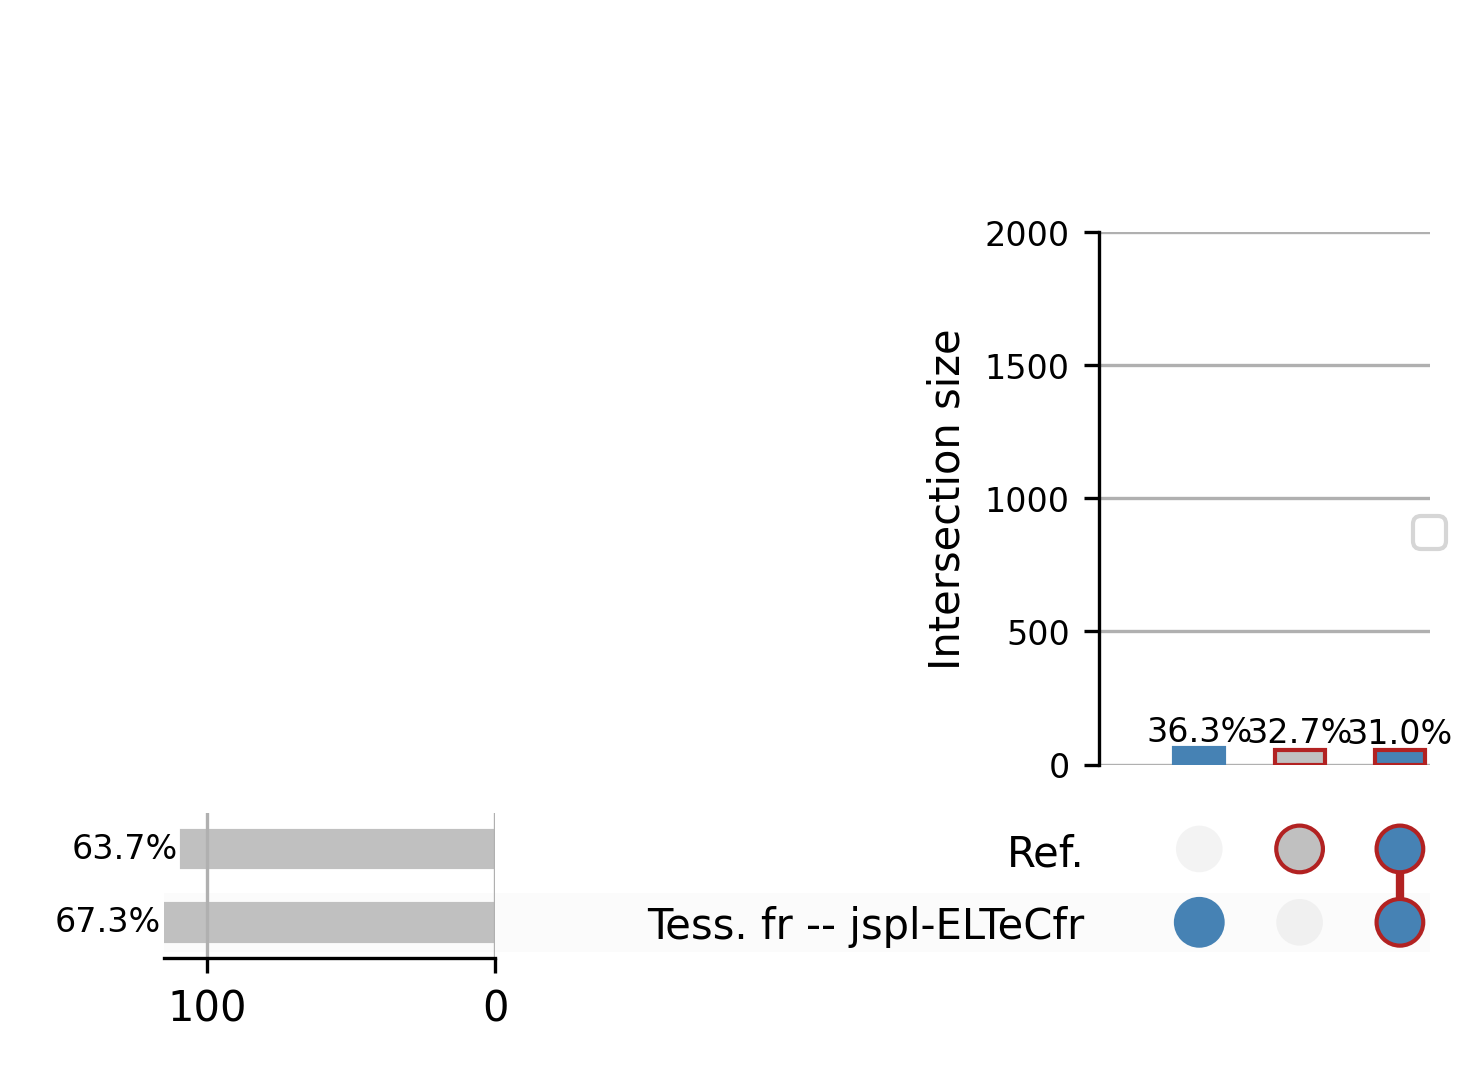 2000
1500
1000
500
0
Intersection size
36.3% 32.7% 31.0%
63.7%
67.3%
100 0
Ref.
Tess. fr -- jspl-ELTeCfr